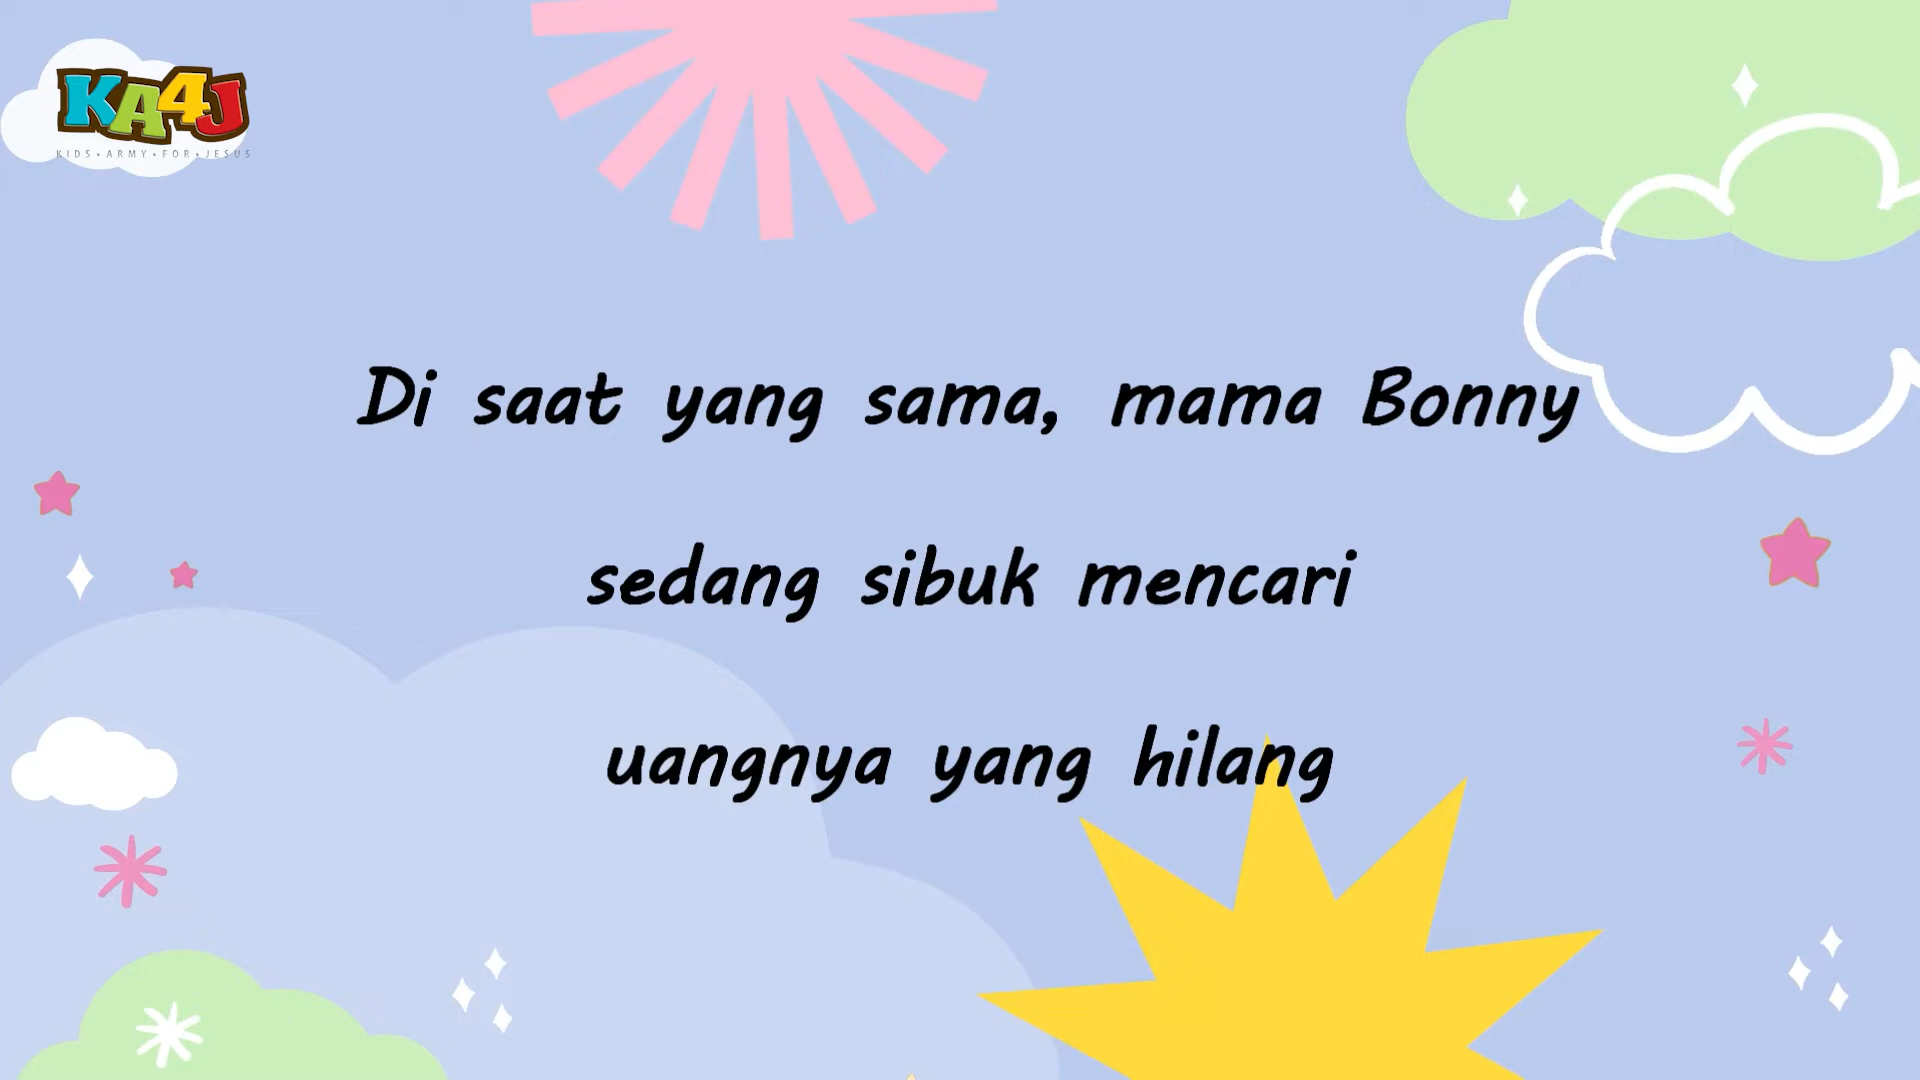 KA4J
KIDS•ARMY•FOR•JESUS
Di saat yang sama, mama Bonny
sedang sibuk mencari
uangnya yang hilang